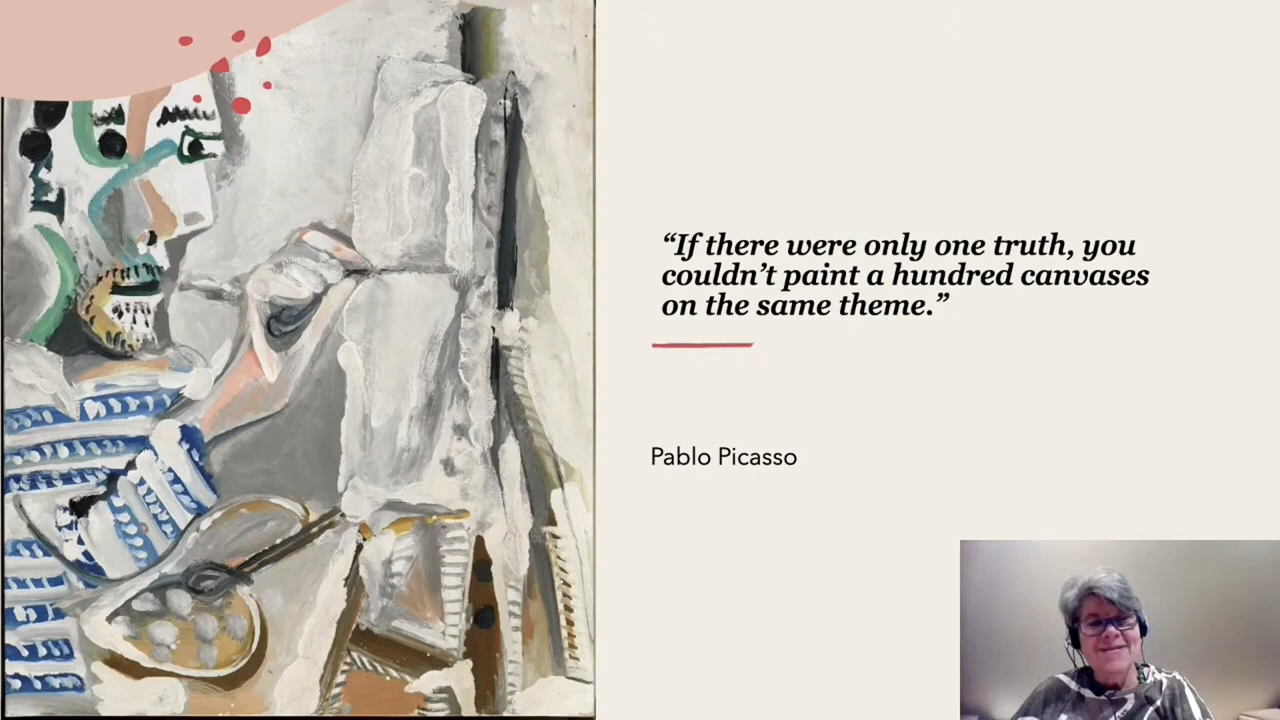 “If there were only one truth, you
couldn’t paint a hundred canvases
on the same theme.”
Pablo Picasso